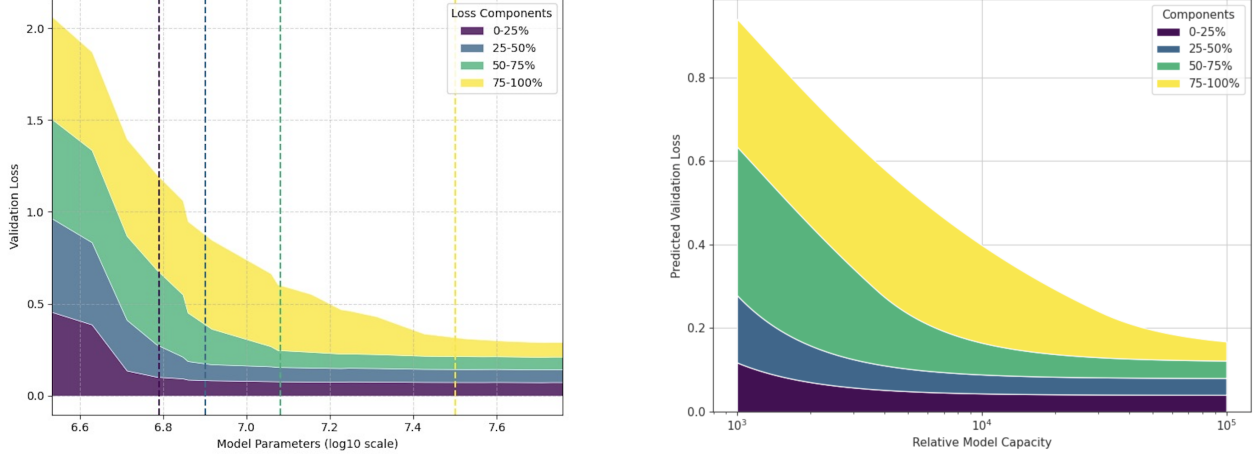 Loss Components
0-25%
25-50%
50-75%
75-100%
2.0
1.5
1.0
0.5
0.0
Validation Loss
6.6 6.8 7.0 7.2 7.4 7.6
Model Parameters (log10 scale)
Components
0-25%
25-50%
50-75%
75-100%
0.8
0.6
0.4
0.2
0.0
Predicted Validation Loss
10³ 10⁴ 10⁵
Relative Model Capacity